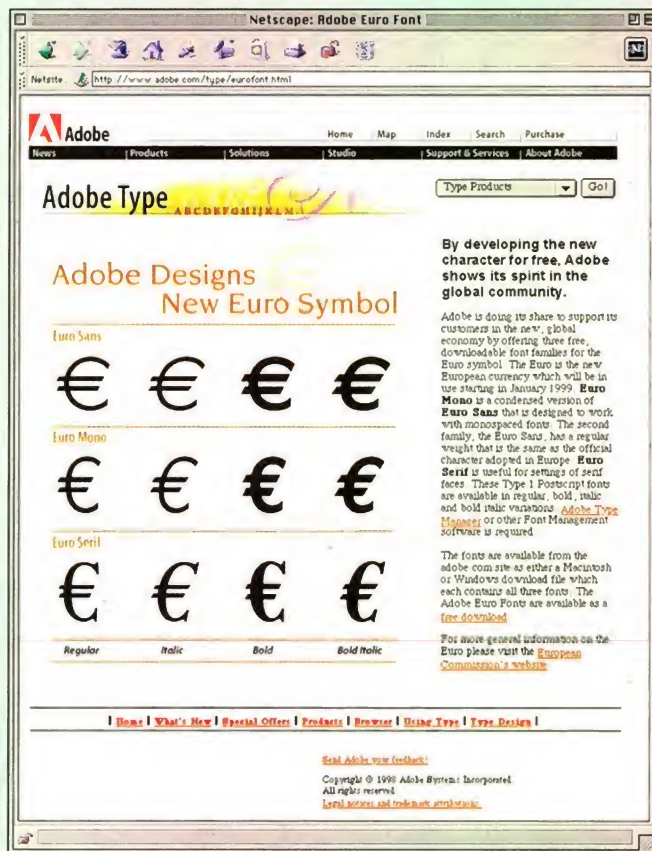 Netscape: Adobe Euro Font
Netsite: http://www.adobe.com/type/eurofont.html
Adobe
Home Map Index Search Purchase
News Products Solutions Studio Support & Services About Adobe
Adobe Type ABCDEFGHIJKLM
Type Products Go!
Adobe Designs
New Euro Symbol
Euro Sans
€ € € €
Euro Mono
€ € € €
Euro Serif
€ € € €
Regular Italic Bold Bold Italic
By developing the new
character for free, Adobe
shows its spirit in the
global community.
Adobe is doing its share to support its
customers in the new, global
economy by offering three free,
downloadable font families for the
Euro symbol. The Euro is the new
European currency which will be in
use starting in January 1999. Euro
Mono is a condensed version of
Euro Sans that is designed to work
with monospaced fonts. The second
family, the Euro Sans, has a regular
weight that is the same as the official
character adopted in Europe. Euro
Serif is useful for settings of serif
faces. These Type 1 Postscript fonts
are available in regular, bold, italic
and bold italic variations. Adobe Type
Manager or other Font Management
software is required.
The fonts are available from the
adobe.com site as either a Macintosh
or Windows download file which
each contains all three fonts. The
Adobe Euro Fonts are available as a
free download
For more general information on the
Euro please visit the European
Commission's website
| Home | What's New | Special Offers | Products | Browser | Using Type | Type Design |
Send Adobe your feedback!
Copyright © 1998 Adobe Systems Incorporated.
All rights reserved
Legal notices and trademark attributions.